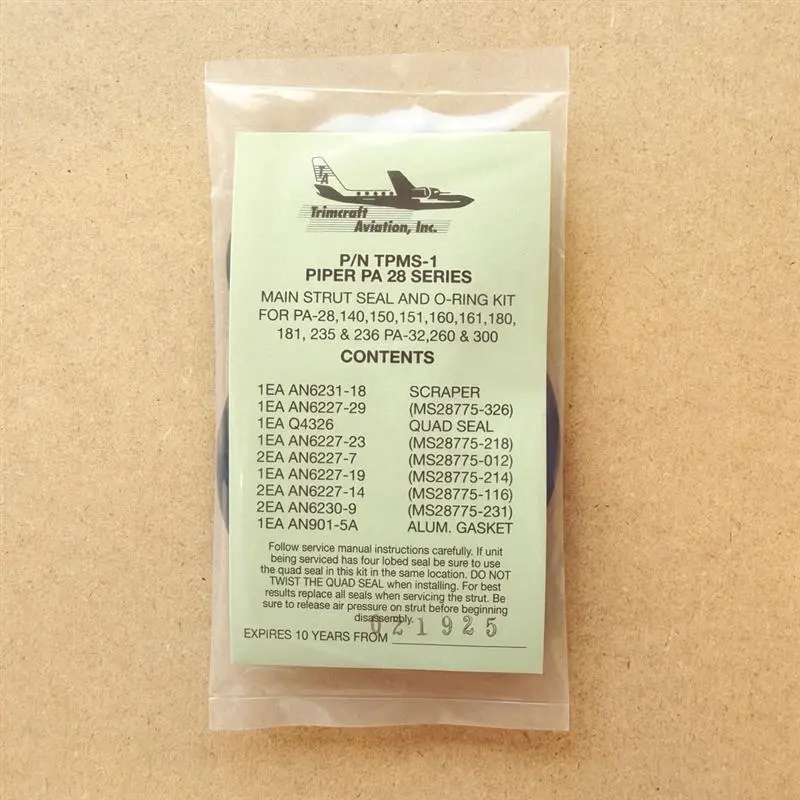 TA
Trimcraft
Aviation, Inc.
P/N TPMS-1
PIPER PA 28 SERIES
MAIN STRUT SEAL AND O-RING KIT
FOR PA-28,140,150,151,160,161,180,
181, 235 & 236 PA-32,260 & 300
CONTENTS
1EA AN6231-18 SCRAPER
1EA AN6227-29 (MS28775-326)
1EA Q4326 QUAD SEAL
1EA AN6227-23 (MS28775-218)
2EA AN6227-7 (MS28775-012)
1EA AN6227-19 (MS28775-214)
2EA AN6227-14 (MS28775-116)
2EA AN6230-9 (MS28775-231)
1EA AN901-5A ALUM. GASKET
Follow service manual instructions carefully. If unit
being serviced has four lobed seal be sure to use
the quad seal in this kit in the same location. DO NOT
TWIST THE QUAD SEAL when installing. For best
results replace all seals when servicing the strut. Be
sure to release air pressure on strut before beginning
disassembly.
EXPIRES 10 YEARS FROM 021925